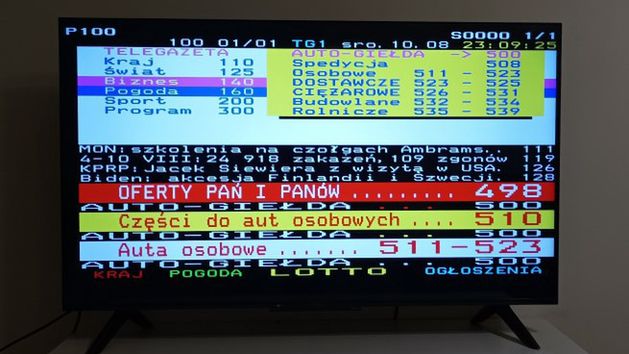 P100 S0000 1/1
100 01/01 TG1 sro.10.08 23:09:25
TELEGAZETA AUTO-GIEŁDA -> 500
Kraj 110 Spedycja 508
Świat 125 Osobowe 511 - 523
Biznes 140 DOSTAWCZE 523 - 525
Pogoda 160 CIĘŻAROWE 526 - 531
Sport 200 Budowlane 532 - 534
Program 300 Rolnicze 535 - 539
MON:szkolenia na czołgach Ambrams.. 111
4-10 VIII:24 918 zakażeń,109 zgonów 119
KPRP:Jacek Siewiera z wizytą w USA. 126
Biden: akcesja Finlandii i Szwecji. 128
OFERTY PAŃ I PANÓW ......... 498
AUTO-GIEŁDA ... 500
Części do aut osobowych .... 510
AUTO-GIEŁDA ... 500
Auta osobowe ....... 511-523
AUTO-GIEŁDA ... 500
KRAJ POGODA LOTTO OGŁOSZENIA